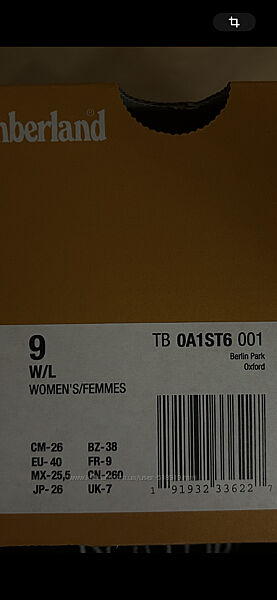 mberland®
9
W/L
WOMEN'S/FEMMES
TB 0A1ST6 001
Berlin Park
Oxford
CM-26 BZ-38
EU-40 FR-9
MX-25,5 CN-260
JP-26 UK-7
1 91932 33622 7